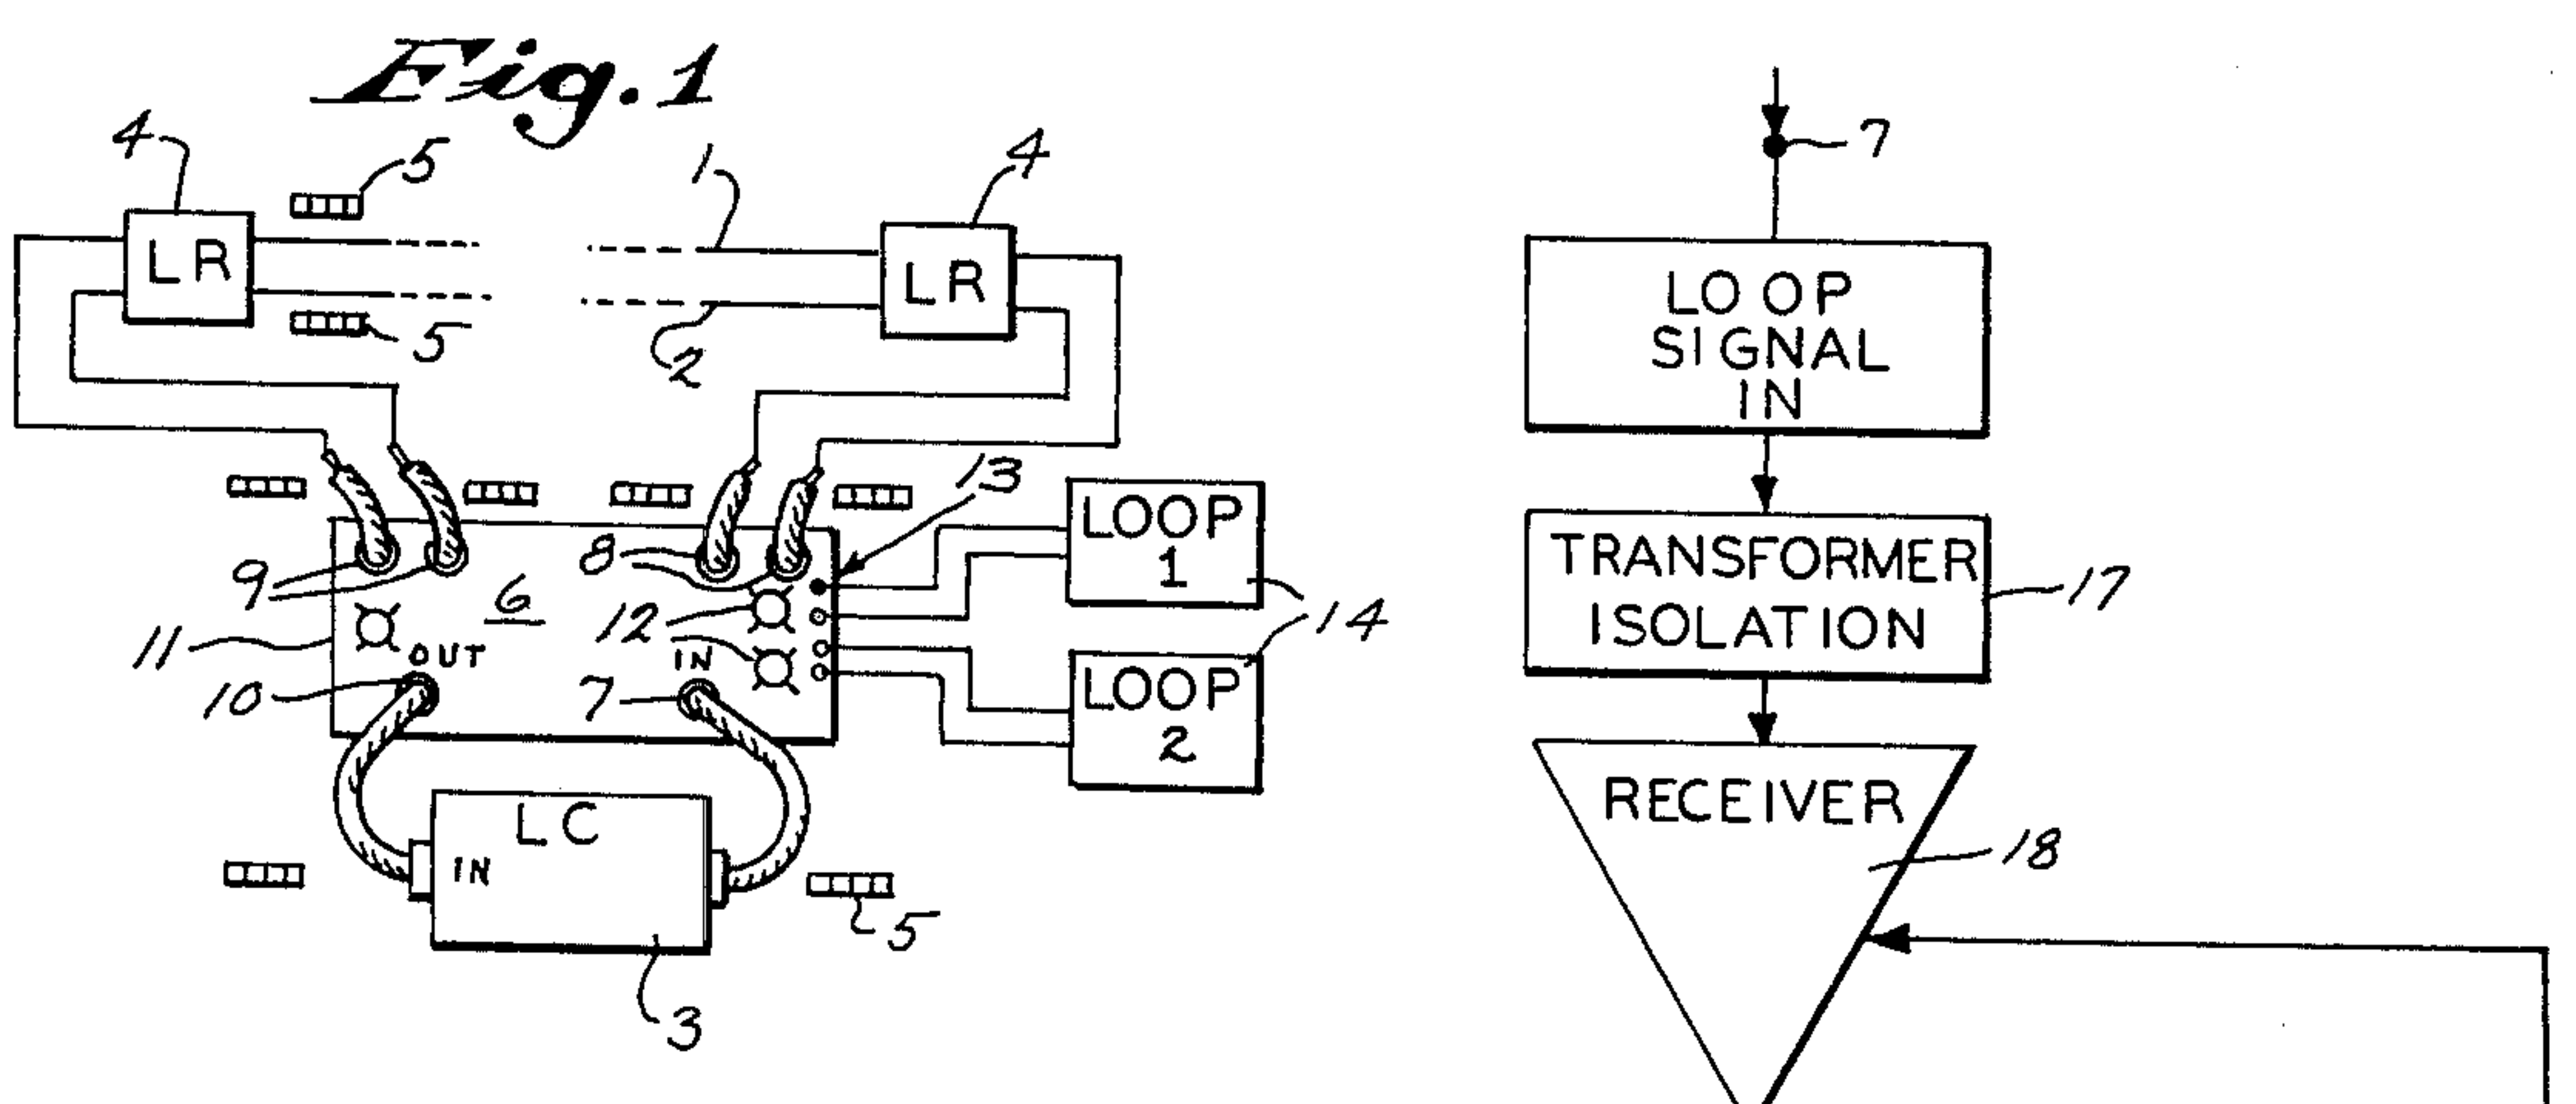 Fig. 1
4
5
1
4
LR
LR
5
2
13
LOOP
1
8
9
6
12
14
11
OUT
IN
10
7
LOOP
2
LC
IN
5
3
7
LOOP
SIGNAL
IN
TRANSFORMER
ISOLATION
17
RECEIVER
18